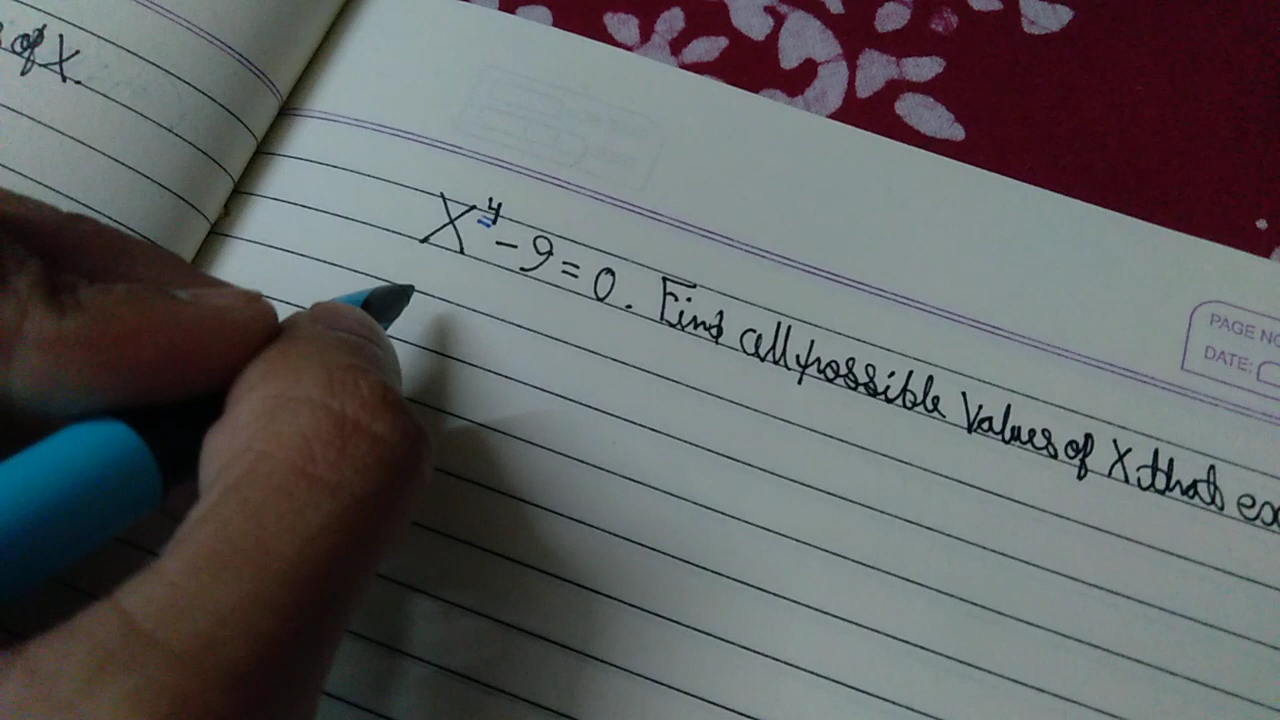 of X.
X⁴ - 9 = 0. Find all possible Values of X that
PAGE NO
DATE: